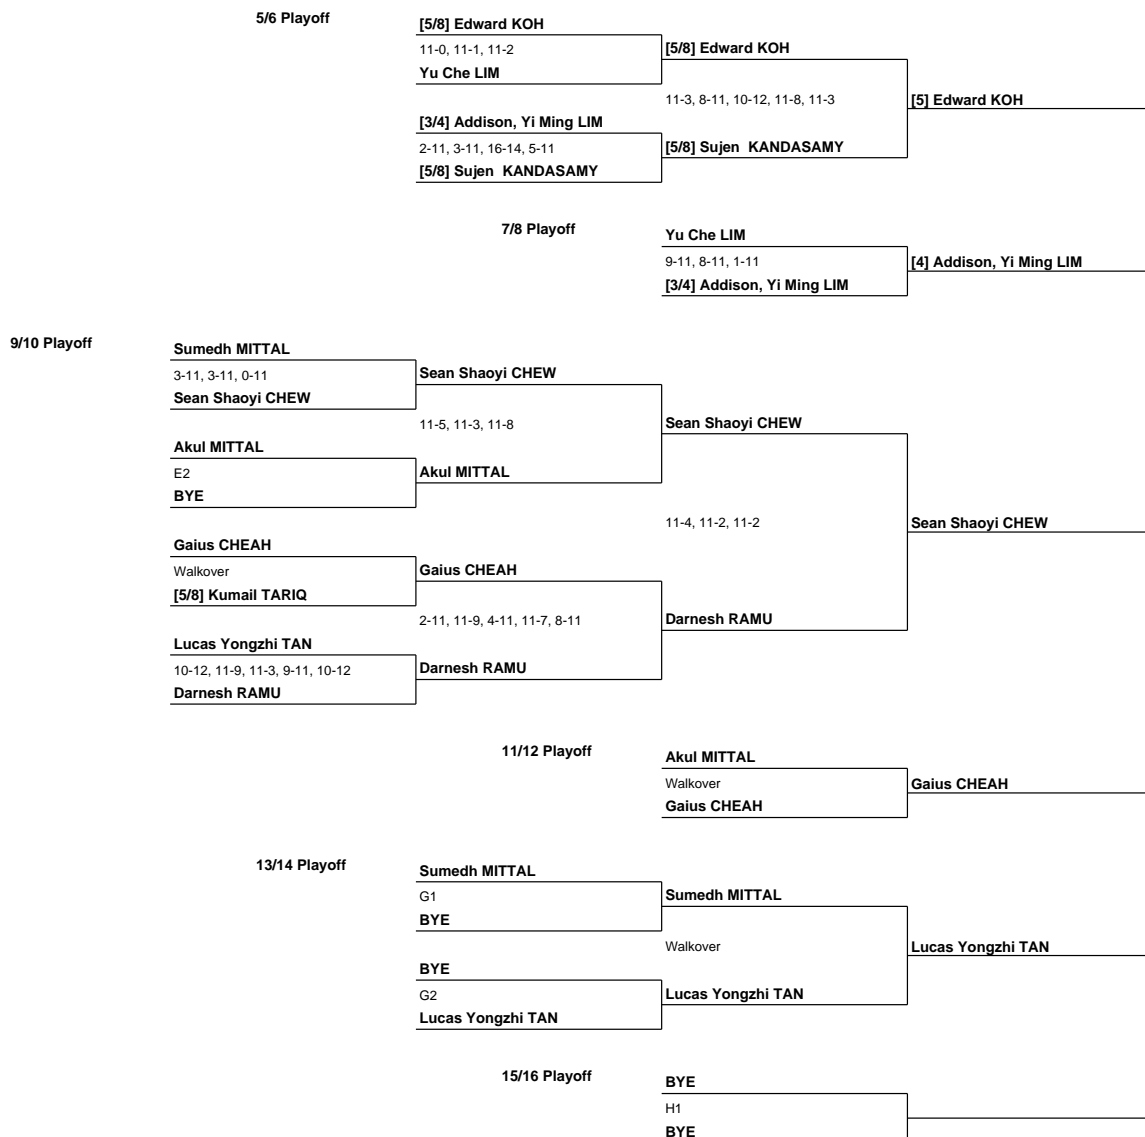 5/6 Playoff
[5/8] Edward KOH
11-0, 11-1, 11-2
[5/8] Edward KOH
Yu Che LIM
11-3, 8-11, 10-12, 11-8, 11-3
[5] Edward KOH
[3/4] Addison, Yi Ming LIM
2-11, 3-11, 16-14, 5-11
[5/8] Sujen  KANDASAMY
[5/8] Sujen  KANDASAMY
7/8 Playoff
Yu Che LIM
9-11, 8-11, 1-11
[4] Addison, Yi Ming LIM
[3/4] Addison, Yi Ming LIM
9/10 Playoff
Sumedh MITTAL
3-11, 3-11, 0-11
Sean Shaoyi CHEW
Sean Shaoyi CHEW
11-5, 11-3, 11-8
Sean Shaoyi CHEW
Akul MITTAL
E2
Akul MITTAL
BYE
11-4, 11-2, 11-2
Sean Shaoyi CHEW
Gaius CHEAH
Walkover
Gaius CHEAH
[5/8] Kumail TARIQ
2-11, 11-9, 4-11, 11-7, 8-11
Darnesh RAMU
Lucas Yongzhi TAN
10-12, 11-9, 11-3, 9-11, 10-12
Darnesh RAMU
Darnesh RAMU
11/12 Playoff
Akul MITTAL
Walkover
Gaius CHEAH
Gaius CHEAH
13/14 Playoff
Sumedh MITTAL
G1
Sumedh MITTAL
BYE
Walkover
Lucas Yongzhi TAN
BYE
G2
Lucas Yongzhi TAN
Lucas Yongzhi TAN
15/16 Playoff
BYE
H1
BYE